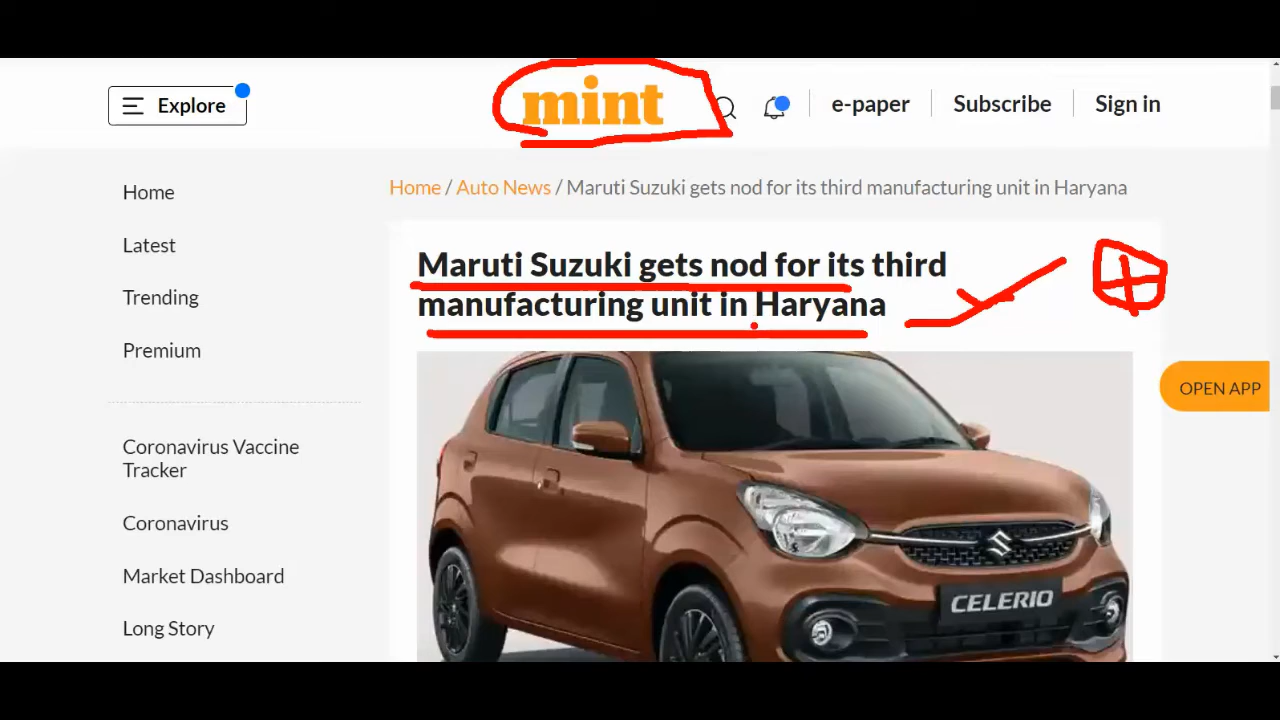 Explore
mint
e-paper
Subscribe
Sign in
Home
Latest
Trending
Premium
Coronavirus Vaccine
Tracker
Coronavirus
Market Dashboard
Long Story
Home / Auto News / Maruti Suzuki gets nod for its third manufacturing unit in Haryana
Maruti Suzuki gets nod for its third
manufacturing unit in Haryana
OPEN APP
CELERIO